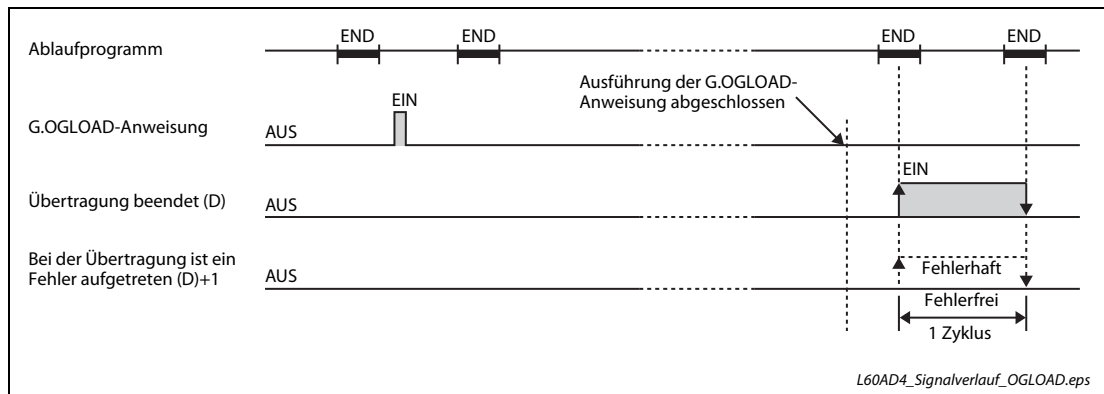 Ablaufprogramm
END
END
END
END
Ausführung der G.OGLOAD-
Anweisung abgeschlossen
G.OGLOAD-Anweisung
AUS
EIN
Übertragung beendet (D)
AUS
EIN
Bei der Übertragung ist ein
Fehler aufgetreten (D)+1
AUS
Fehlerhaft
Fehlerfrei
1 Zyklus
L60AD4_Signalverlauf_OGLOAD.eps